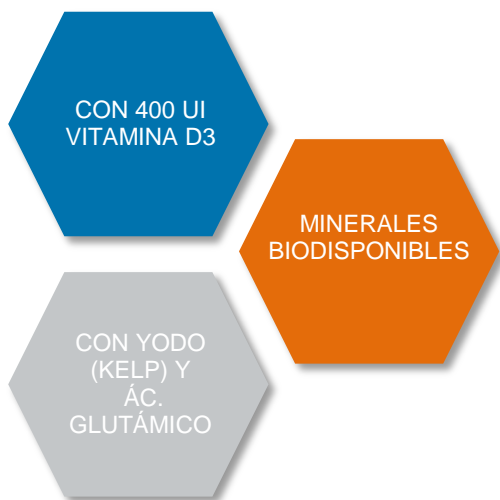 CON 400 UI
VITAMINA D3
MINERALES
BIODISPONIBLES
CON YODO
(KELP) Y
ÁC.
GLUTÁMICO